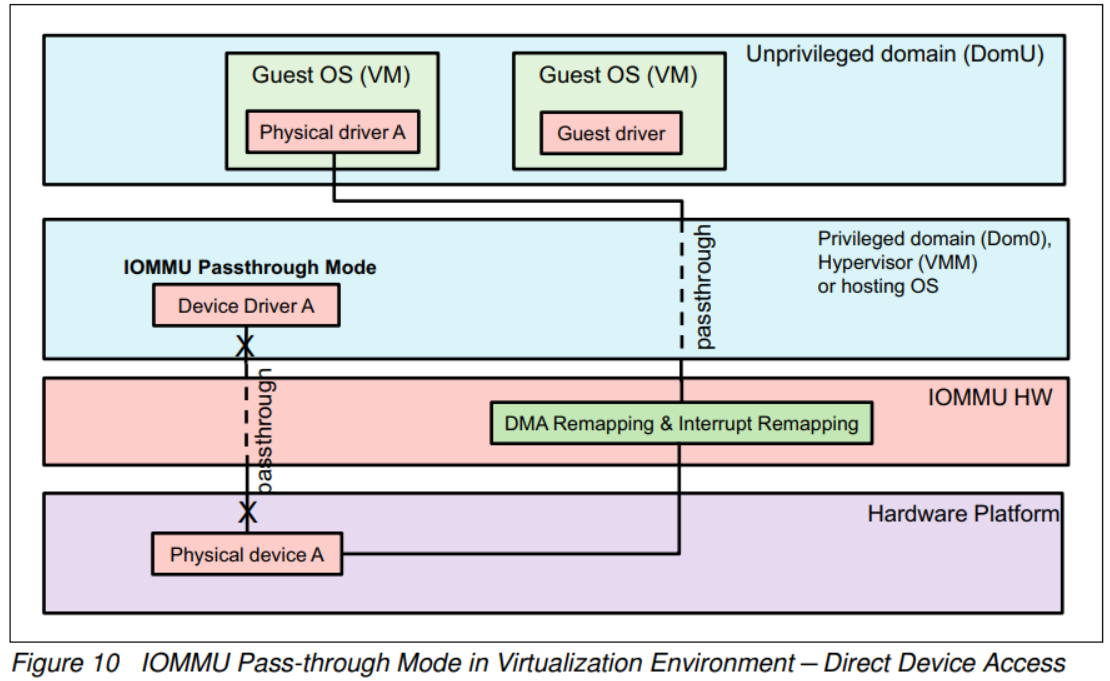 Unprivileged domain (DomU)
Guest OS (VM)
Guest OS (VM)
Physical driver A
Guest driver
Privileged domain (Dom0),
Hypervisor (VMM)
or hosting OS
passthrough
IOMMU Passthrough Mode
Device Driver A
X
passthrough
IOMMU HW
DMA Remapping & Interrupt Remapping
X
Hardware Platform
Physical device A
Figure 10 IOMMU Pass-through Mode in Virtualization Environment – Direct Device Access